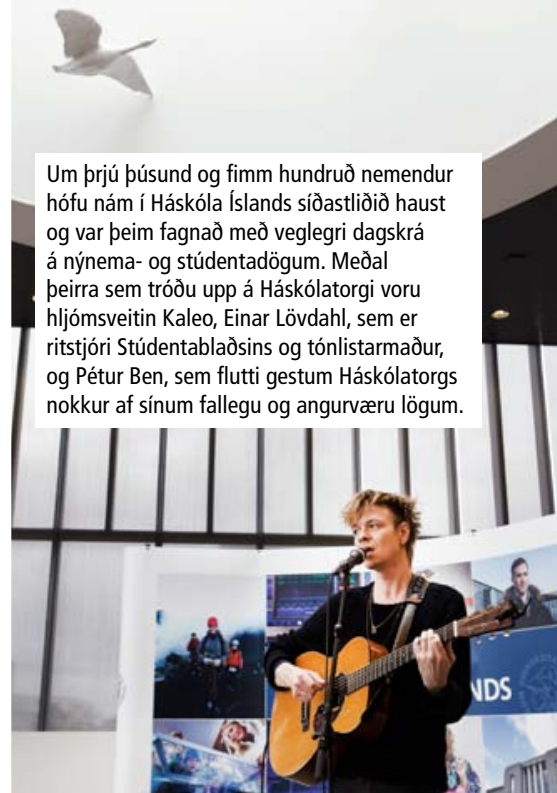 Um þrjú þúsund og fimm hundruð nemendur
hófu nám í Háskóla Íslands síðastliðið haust
og var þeim fagnað með veglegri dagskrá
á nýnema- og stúdentadögum. Meðal
þeirra sem tróðu upp á Háskólatorgi voru
hljómsveitin Kaleo, Einar Lövdahl, sem er
ritstjóri Stúdentablaðsins og tónlistarmaður,
og Pétur Ben, sem flutti gestum Háskólatorgs
nokkur af sínum fallegu og angurværu lögum.
NDS